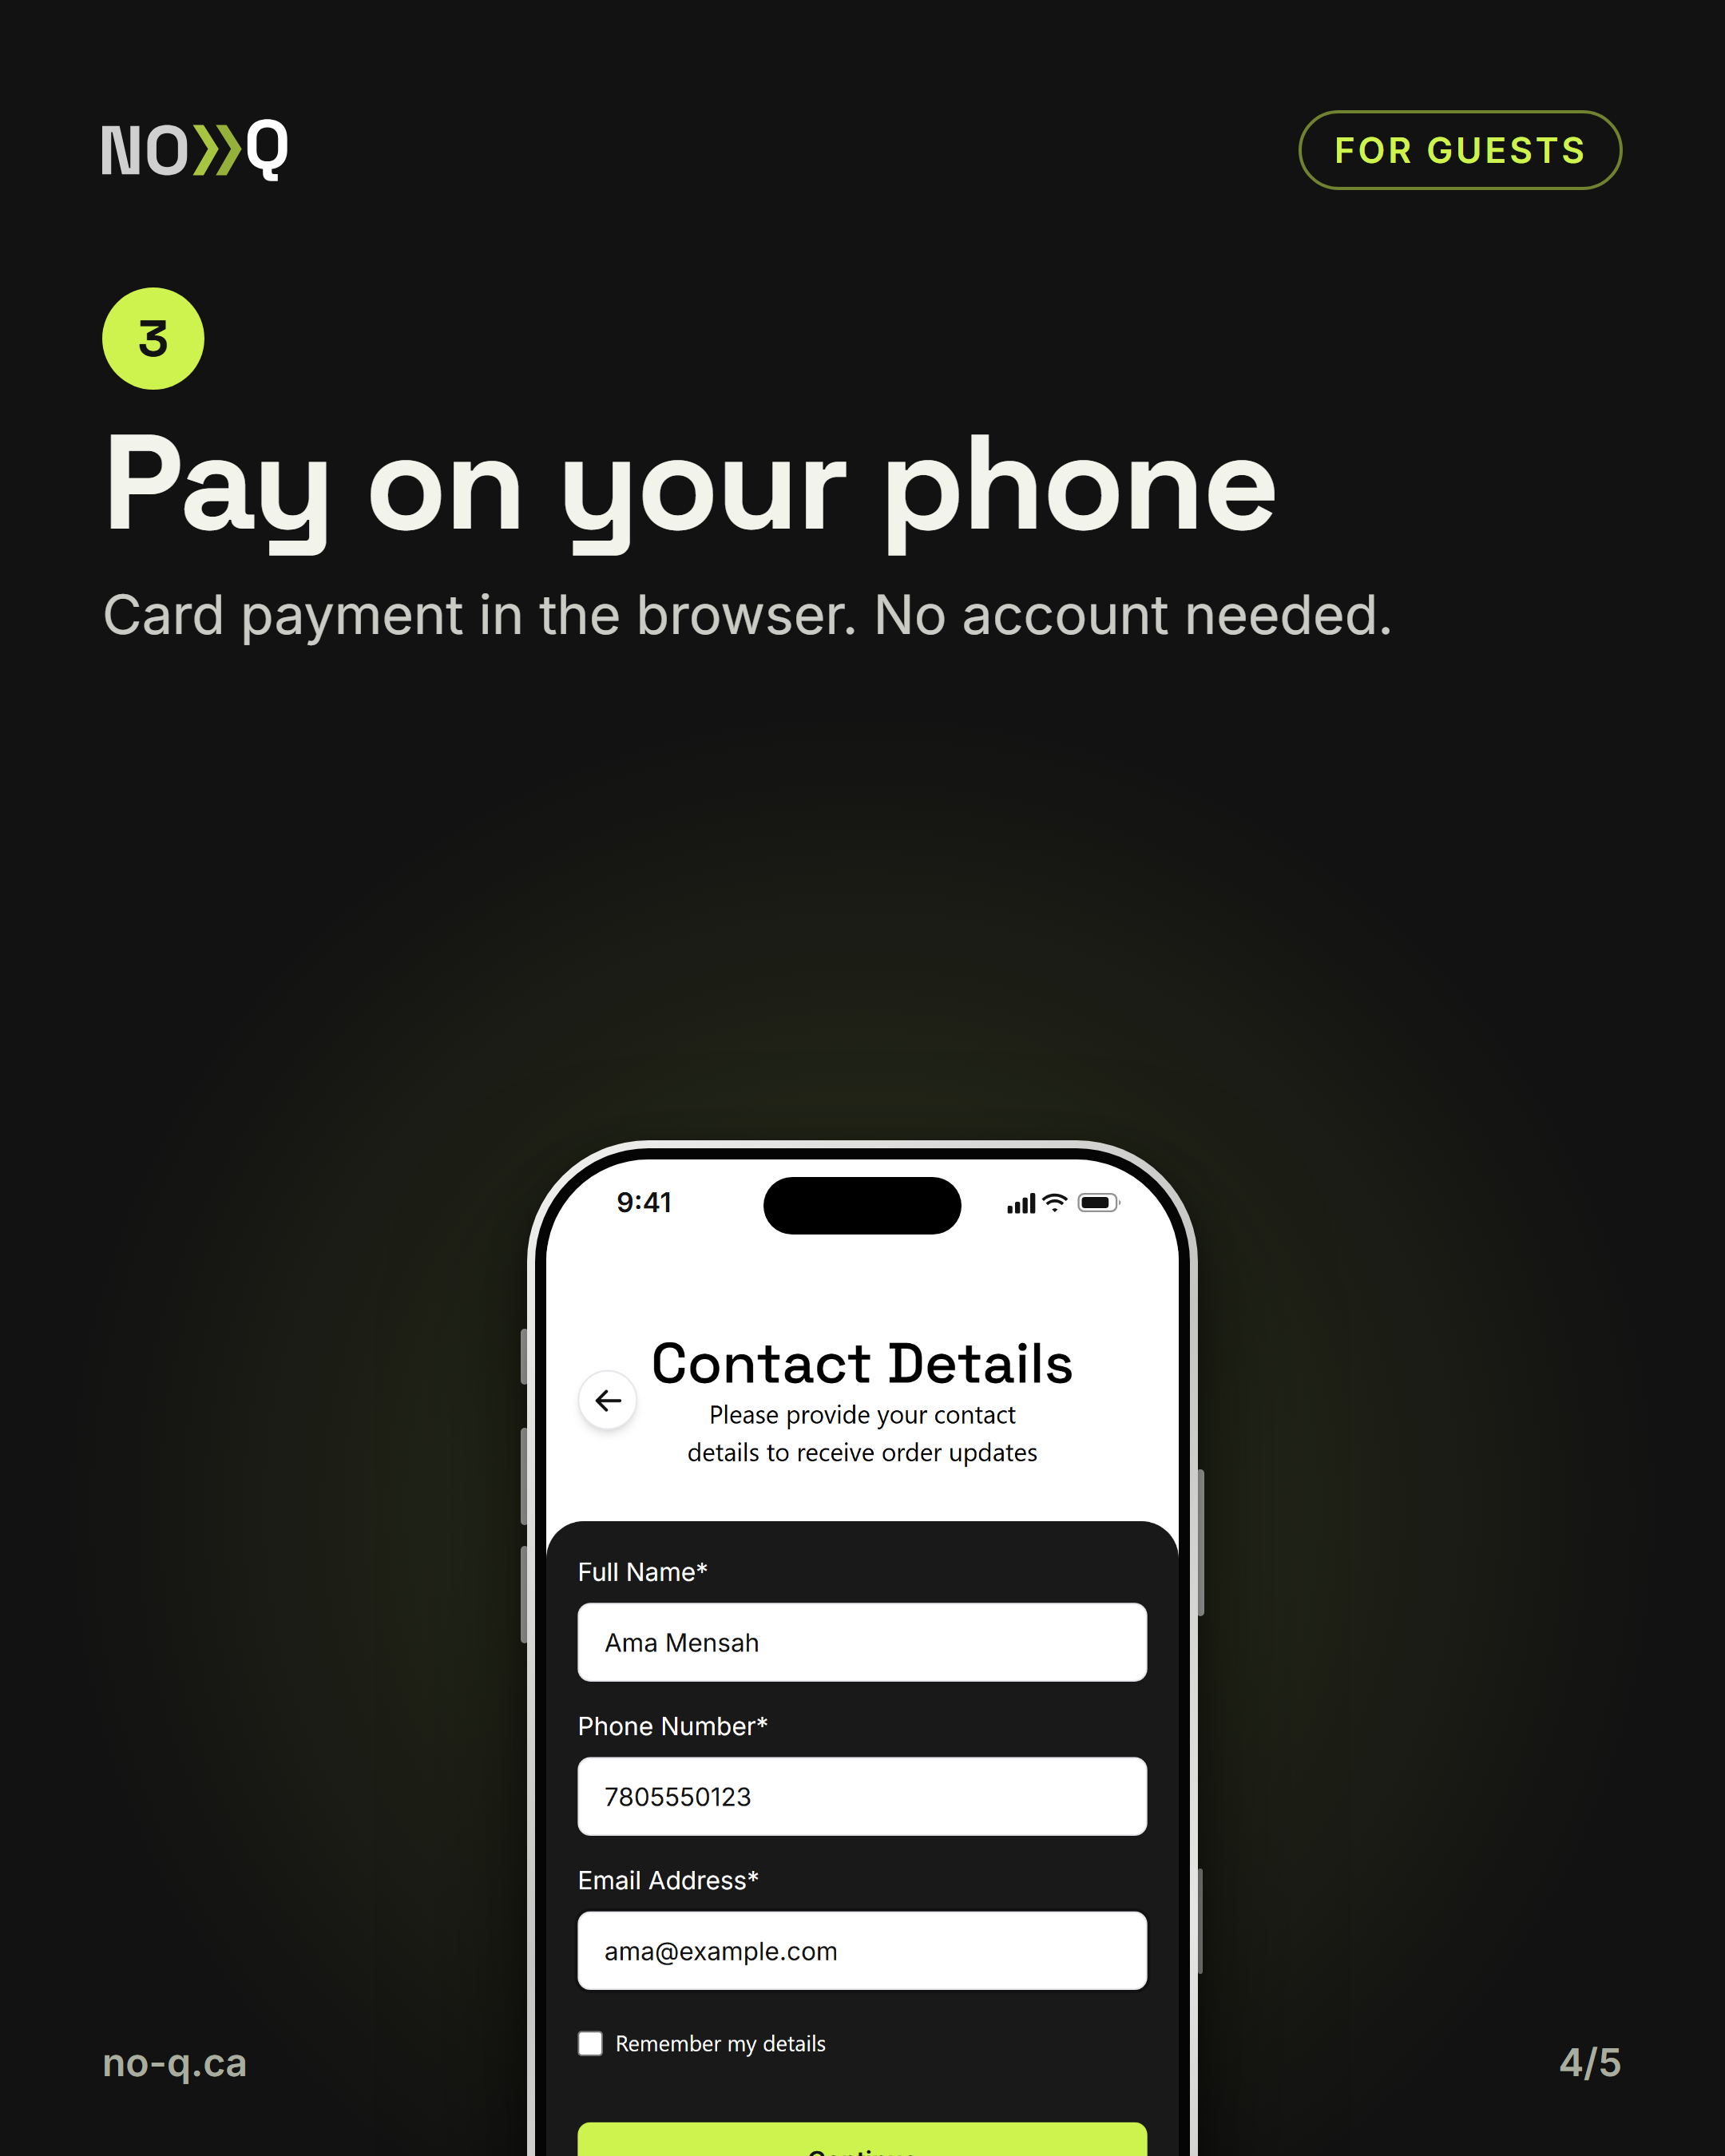 NO»Q
FOR GUESTS
3
Pay on your phone
Card payment in the browser. No account needed.
9:41
Contact Details
Please provide your contact
details to receive order updates
Full Name*
Ama Mensah
Phone Number*
7805550123
Email Address*
ama@example.com
Remember my details
no-q.ca
4/5
Continue